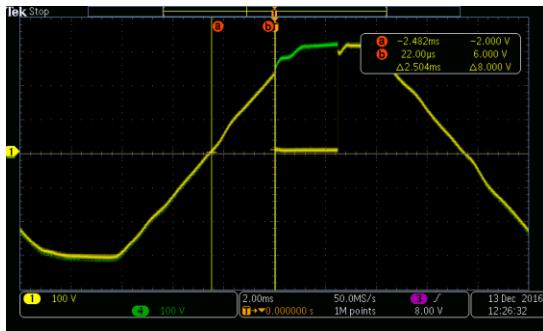 Tek Stop
a b
T
a -2.482ms -2.000 V
b 22.00µs 6.000 V
Δ2.504ms Δ8.000 V
1
1 100 V 4 100 V
2.00ms 50.0MS/s 3 8.00 V
T→▼0.000000 s 1M points
13 Dec 2016
12:26:32